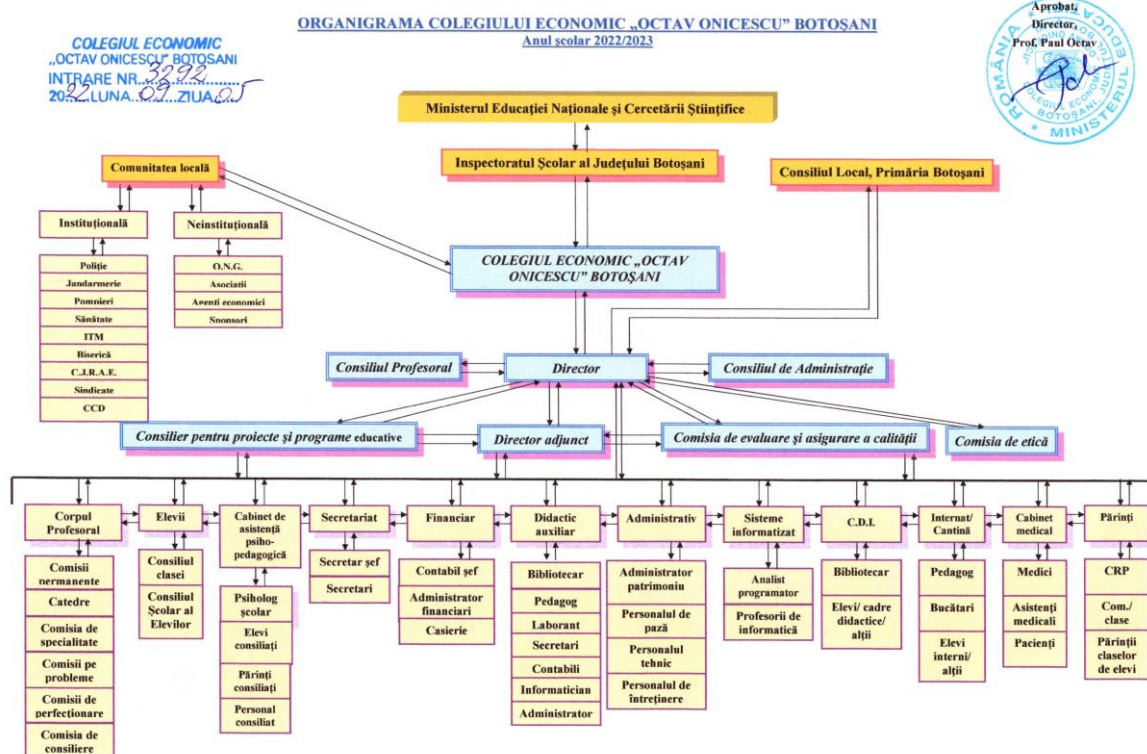 ORGANIGRAMA COLEGIULUI ECONOMIC „OCTAV ONICESCU” BOTOȘANI
Anul școlar 2022/2023
COLEGIUL ECONOMIC
„OCTAV ONICESCU" BOTOSANI
INTRARE NR. 3292
2022 LUNA 09 ZIUA 05
Aprobat,
Director,
Prof. Paul Octav
ROMÂNIA
MINISTERUL EDUCAȚIEI
COLEGIUL ECONOMIC
BOTOȘANI, JUD
Ministerul Educației Naționale și Cercetării Științifice
Comunitatea locală
Inspectoratul Școlar al Județului Botoșani
Consiliul Local, Primăria Botoșani
Instituțională
Neinstituțională
Poliție
Jandarmerie
Pomnieri
Sănătate
ITM
Biserică
C.J.R.A.E.
Sindicate
CCD
O.N.G.
Asociatii
Agenti economici
Sponsori
COLEGIUL ECONOMIC „OCTAV
ONICESCU” BOTOȘANI
Consiliul Profesoral
Director
Consiliul de Administrație
Consilier pentru proiecte și programe educative
Director adjunct
Comisia de evaluare și asigurare a calității
Comisia de etică
Corpul
Profesoral
Comisii
permanente
Catedre
Comisia de
specialitate
Comisii pe
probleme
Comisii de
perfecționare
Comisia de
consiliere
Elevii
Consiliul
clasei
Consiliul
Școlar al
Elevilor
Cabinet de
asistență
psiho-
pedagogică
Psiholog
școlar
Elevi
consiliați
Părinți
consiliați
Personal
consiliat
Secretariat
Secretar șef
Secretari
Financiar
Contabil șef
Administrator
financiari
Casierie
Didactic
auxiliar
Bibliotecar
Pedagog
Laborant
Secretari
Contabili
Informatician
Administrator
Administrativ
Administrator
patrimoniu
Personalul de
pază
Personalul
tehnic
Personalul de
întreținere
Sisteme
informatizat
Analist
programator
Profesorii de
informatică
C.D.I.
Bibliotecar
Elevi/ cadre
didactice/
alții
Internat/
Cantină
Pedagog
Bucătari
Elevi
interni/
alții
Cabinet
medical
Medici
Asistenți
medicali
Pacienți
Părinți
CRP
Com./
clase
Părinții
claselor
de elevi